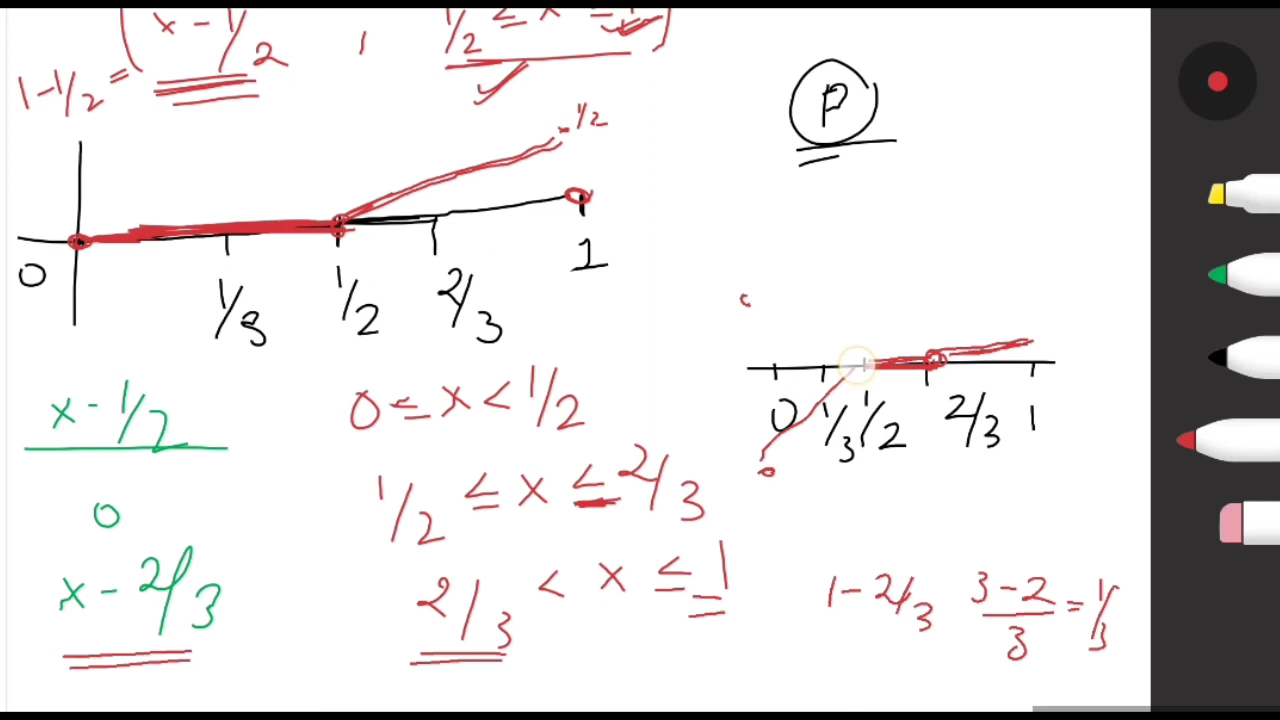 x - 1/2 , 1/2 ≤ x ≤ 1
1 - 1/2 =
P
1/2
0 1/3 1/2 2/3 1
0 1/3 1/2 2/3 1
x - 1/2 0 ≤ x < 1/2
0 1/2 ≤ x ≤ 2/3
x - 2/3 2/3 < x ≤ 1
1 - 2/3 3 - 2/3 = 1/3